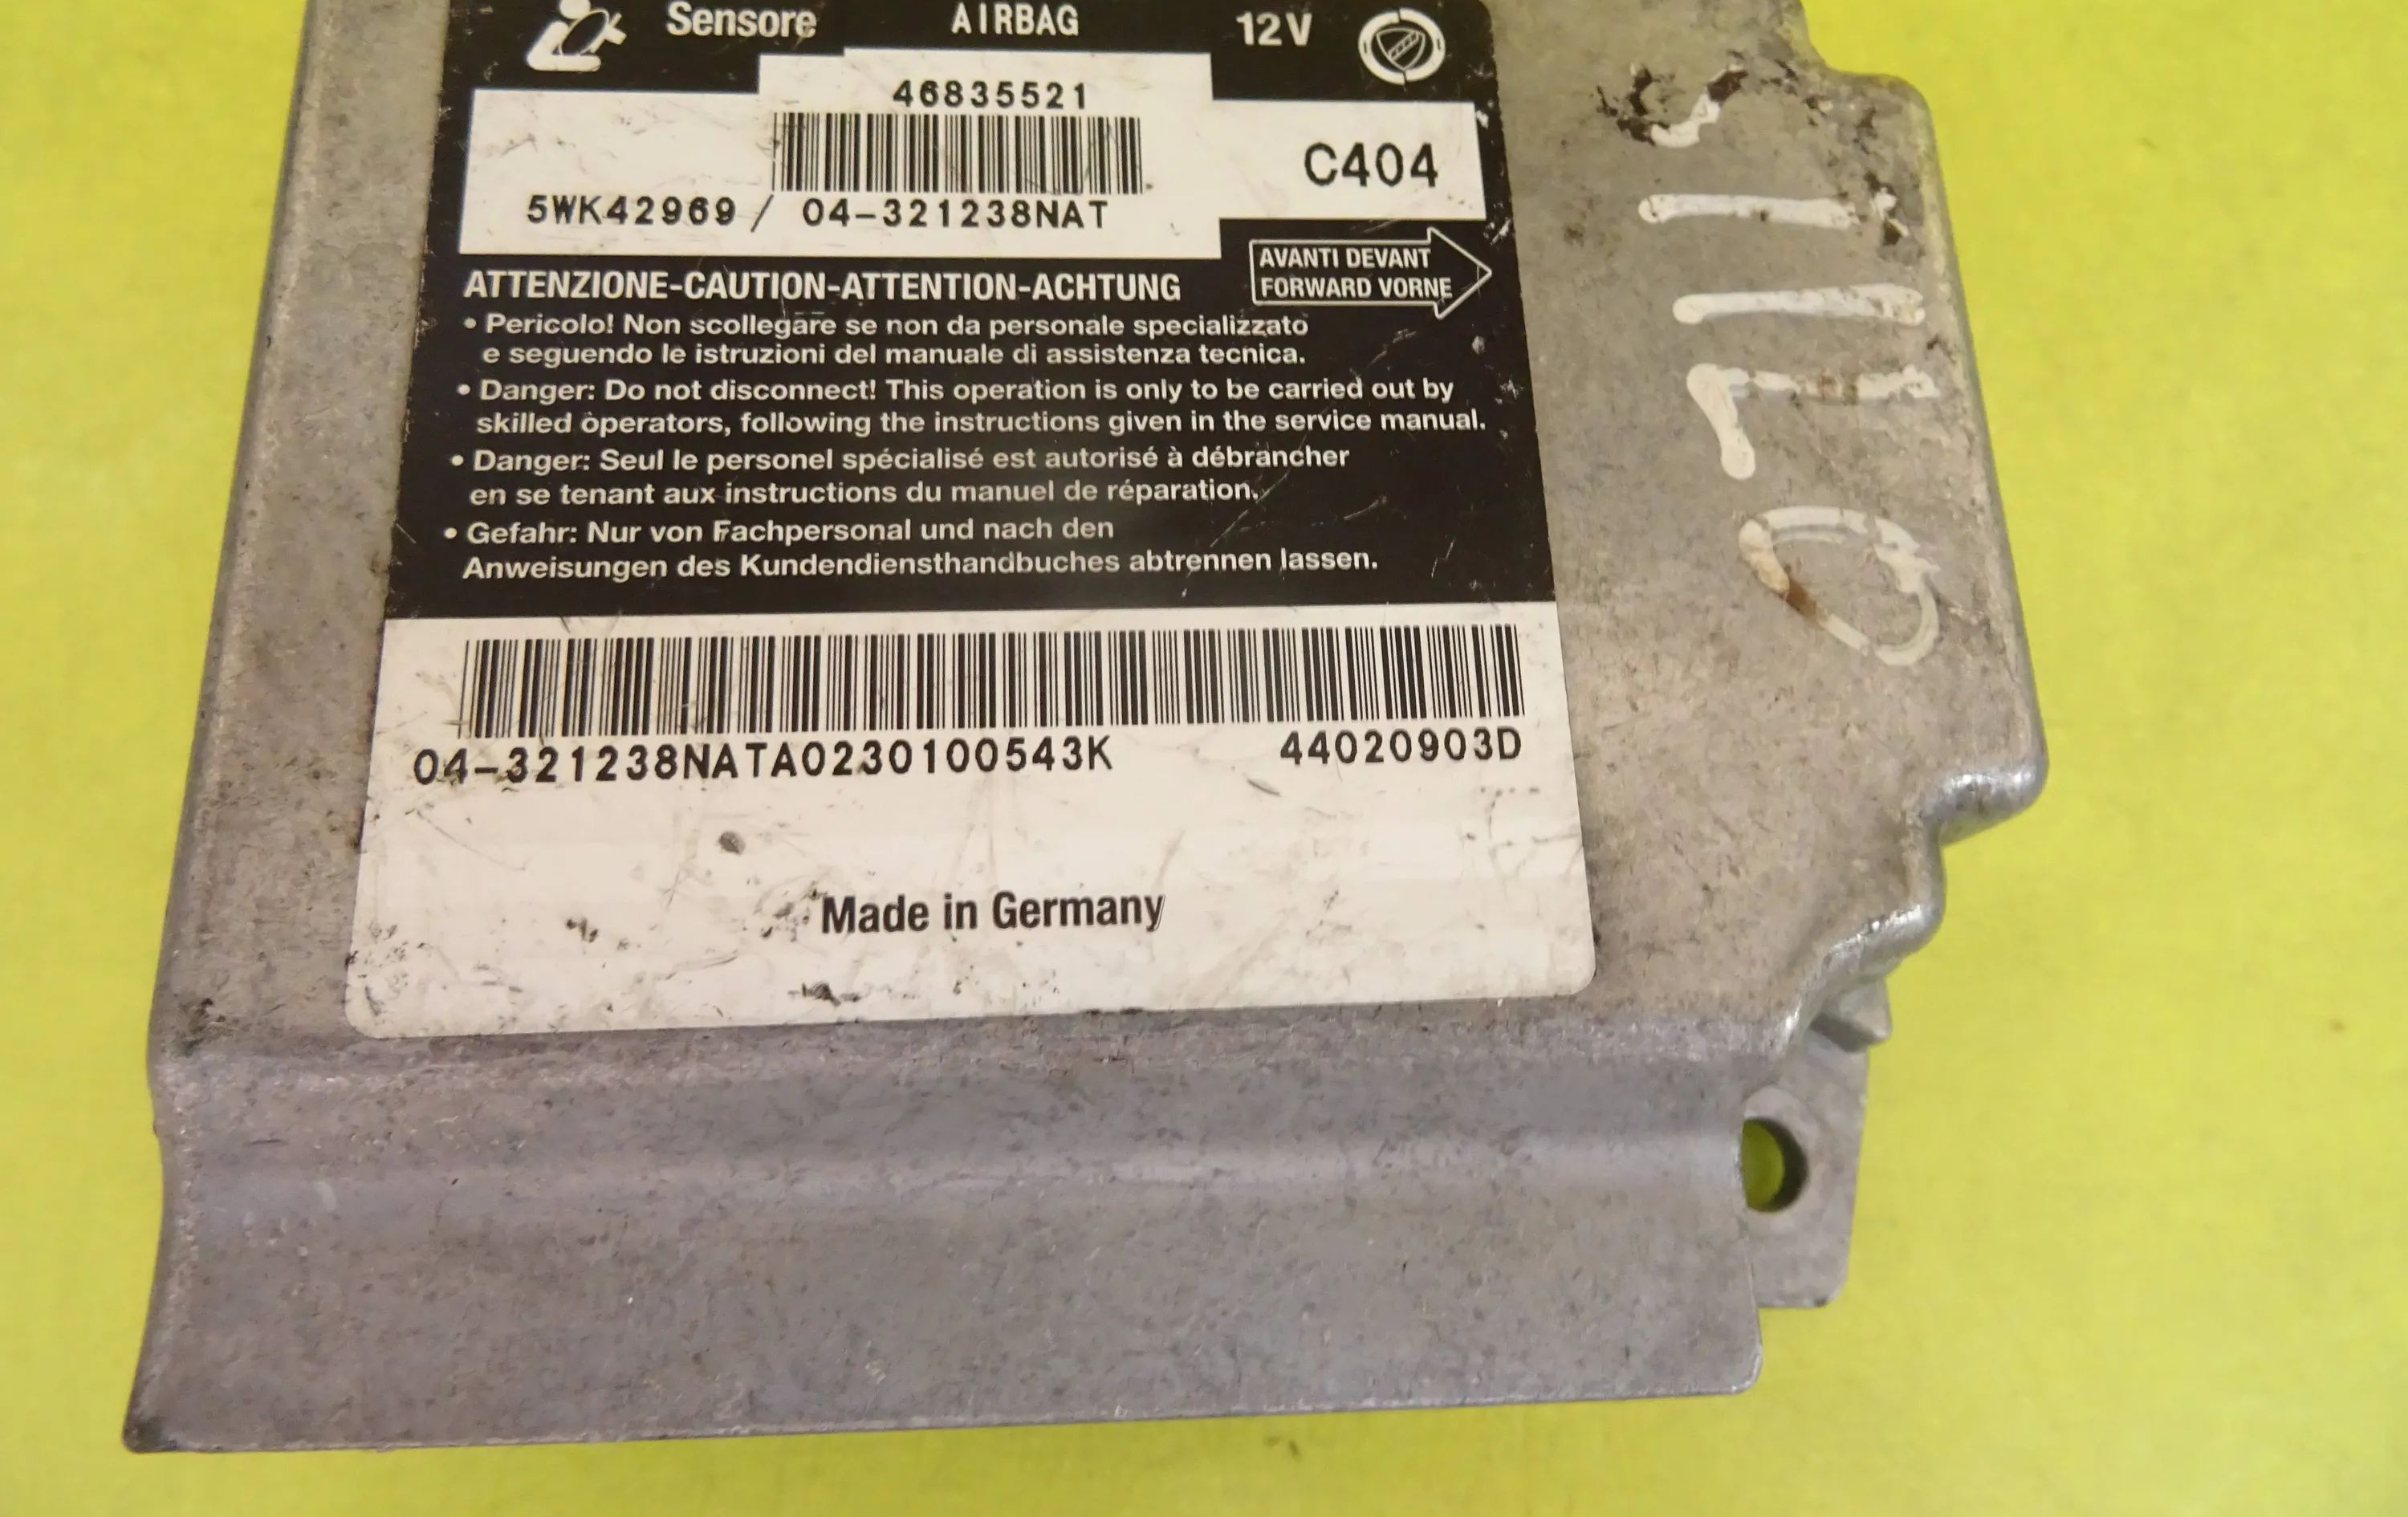 Sensore AIRBAG 12V
46835521
C404
5WK42969 / 04-321238NAT
AVANTI DEVANT
FORWARD VORNE
ATTENZIONE-CAUTION-ATTENTION-ACHTUNG
• Pericolo! Non scollegare se non da personale specializzato
e seguendo le istruzioni del manuale di assistenza tecnica.
• Danger: Do not disconnect! This operation is only to be carried out by
skilled operators, following the instructions given in the service manual.
• Danger: Seul le personel spécialisé est autorisé à débrancher
en se tenant aux instructions du manuel de réparation.
• Gefahr: Nur von Fachpersonal und nach den
Anweisungen des Kundendiensthandbuches abtrennen lassen.
04-321238NATA0230100543K 44020903D
Made in Germany